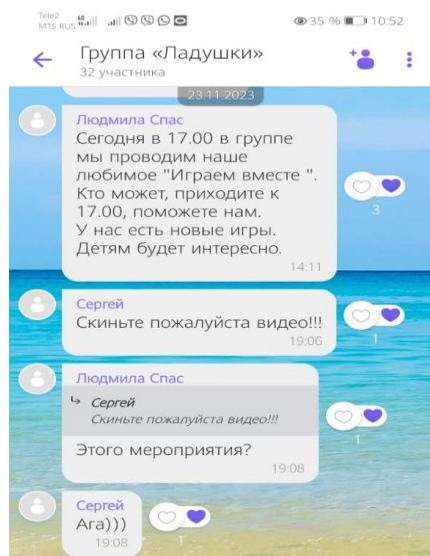 Tele2
MTS RUS
35 %
10:52
Группа «Ладушки»
32 участника
23.11.2023
Людмила Спас
Сегодня в 17.00 в группе
мы проводим наше
любимое "Играем вместе ".
Кто может, приходите к
17.00, поможете нам.
У нас есть новые игры.
Детям будет интересно.
14:11
3
Сергей
Скиньте пожалуйста видео!!!
19:06
1
Людмила Спас
Сергей
Скиньте пожалуйста видео!!!
Этого мероприятия?
19:08
1
Сергей
Ага)))
19:08
1